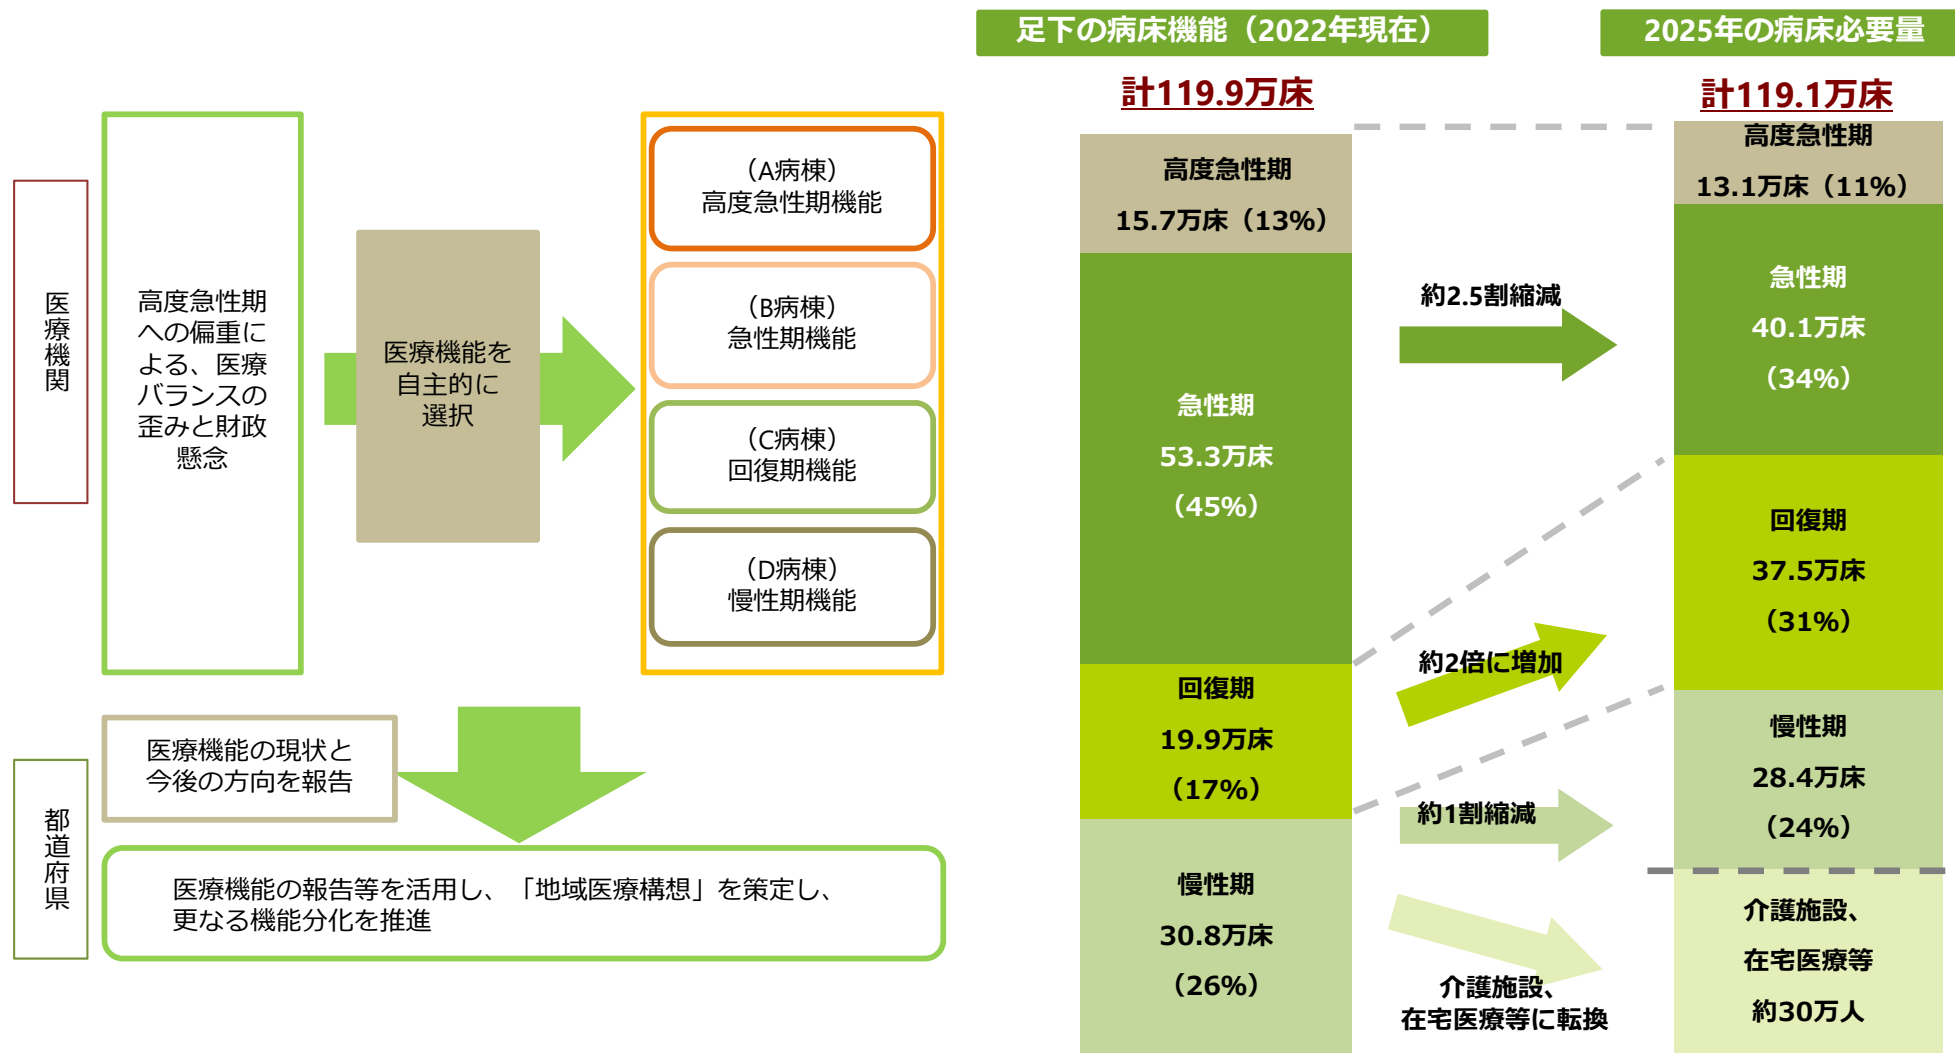 医療機関
高度急性期
への偏重によ
よる、医療
バランスの
歪みと財政
懸念
医療機能を
自主的に
選択
（A病棟）
高度急性期機能
（B病棟）
急性期機能
（C病棟）
回復期機能
（D病棟）
慢性期機能
都道府県
医療機能の現状と
今後の方向を報告
医療機能の報告等を活用し、「地域医療構想」を策定し、
更なる機能分化を推進
足下の病床機能（2022年現在）
計119.9万床
高度急性期
15.7万床（13%）
急性期
53.3万床
（45%）
回復期
19.9万床
（17%）
慢性期
30.8万床
（26%）
約2.5割縮減
約2倍に増加
約1割縮減
介護施設、
在宅医療等に転換
2025年の病床必要量
計119.1万床
高度急性期
13.1万床（11%）
急性期
40.1万床
（34%）
回復期
37.5万床
（31%）
慢性期
28.4万床
（24%）
介護施設、
在宅医療等
約30万人